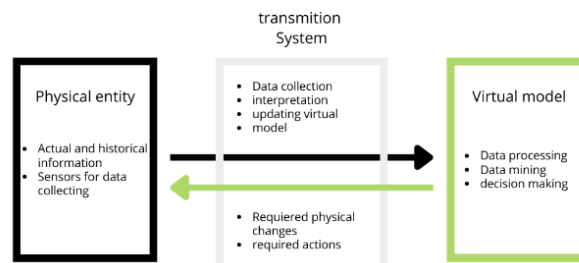 transmition
System
Physical entity
Actual and historical
information
Sensors for data
collecting
Data collection
interpretation
updating virtual
model
Requiered physical
changes
required actions
Virtual model
Data processing
Data mining
decision making